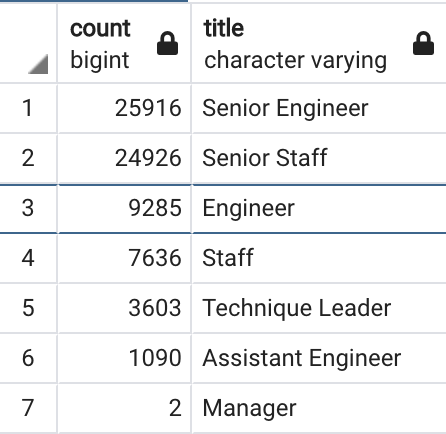 count title
bigint character varying
1 25916 Senior Engineer
2 24926 Senior Staff
3 9285 Engineer
4 7636 Staff
5 3603 Technique Leader
6 1090 Assistant Engineer
7 2 Manager